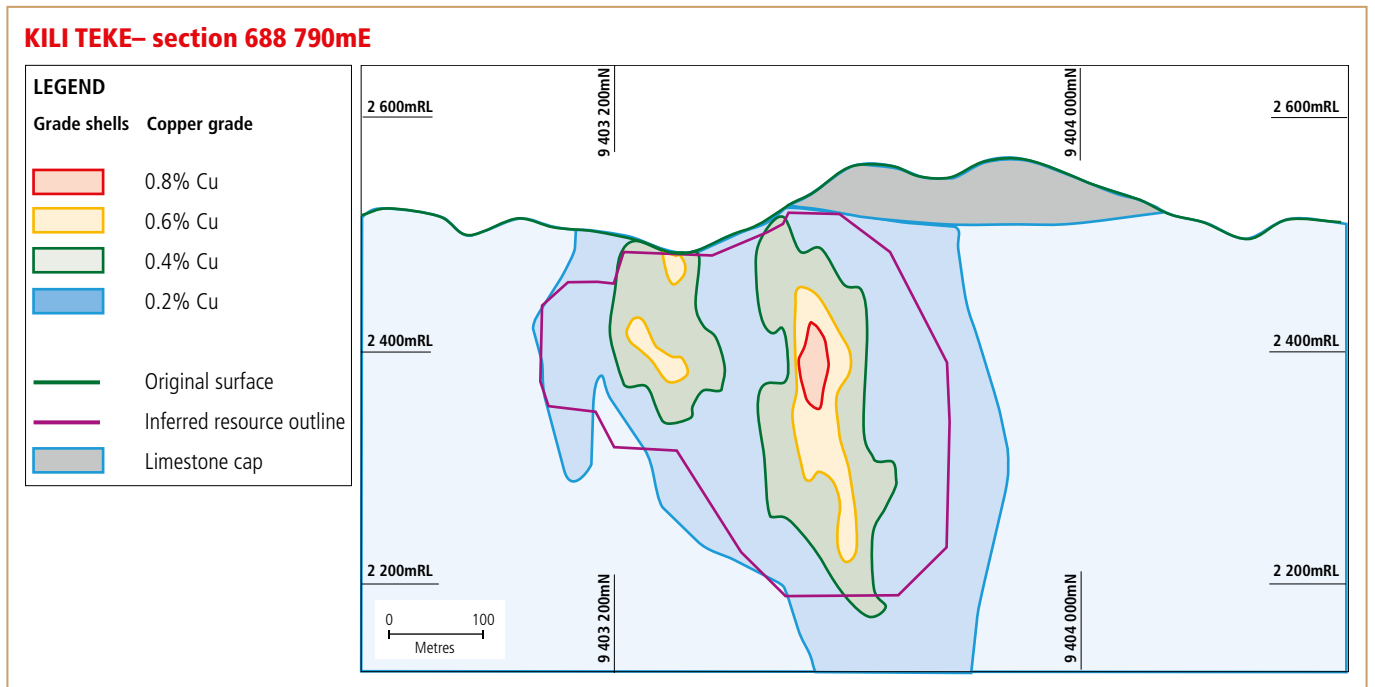 KILI TEKE– section 688 790mE
LEGEND
Grade shells Copper grade
0.8% Cu
0.6% Cu
0.4% Cu
0.2% Cu
Original surface
Inferred resource outline
Limestone cap
9 403 200mN
9 404 000mN
2 600mRL
2 600mRL
2 400mRL
2 400mRL
2 200mRL
2 200mRL
0 100
Metres
9 403 200mN
9 404 000mN